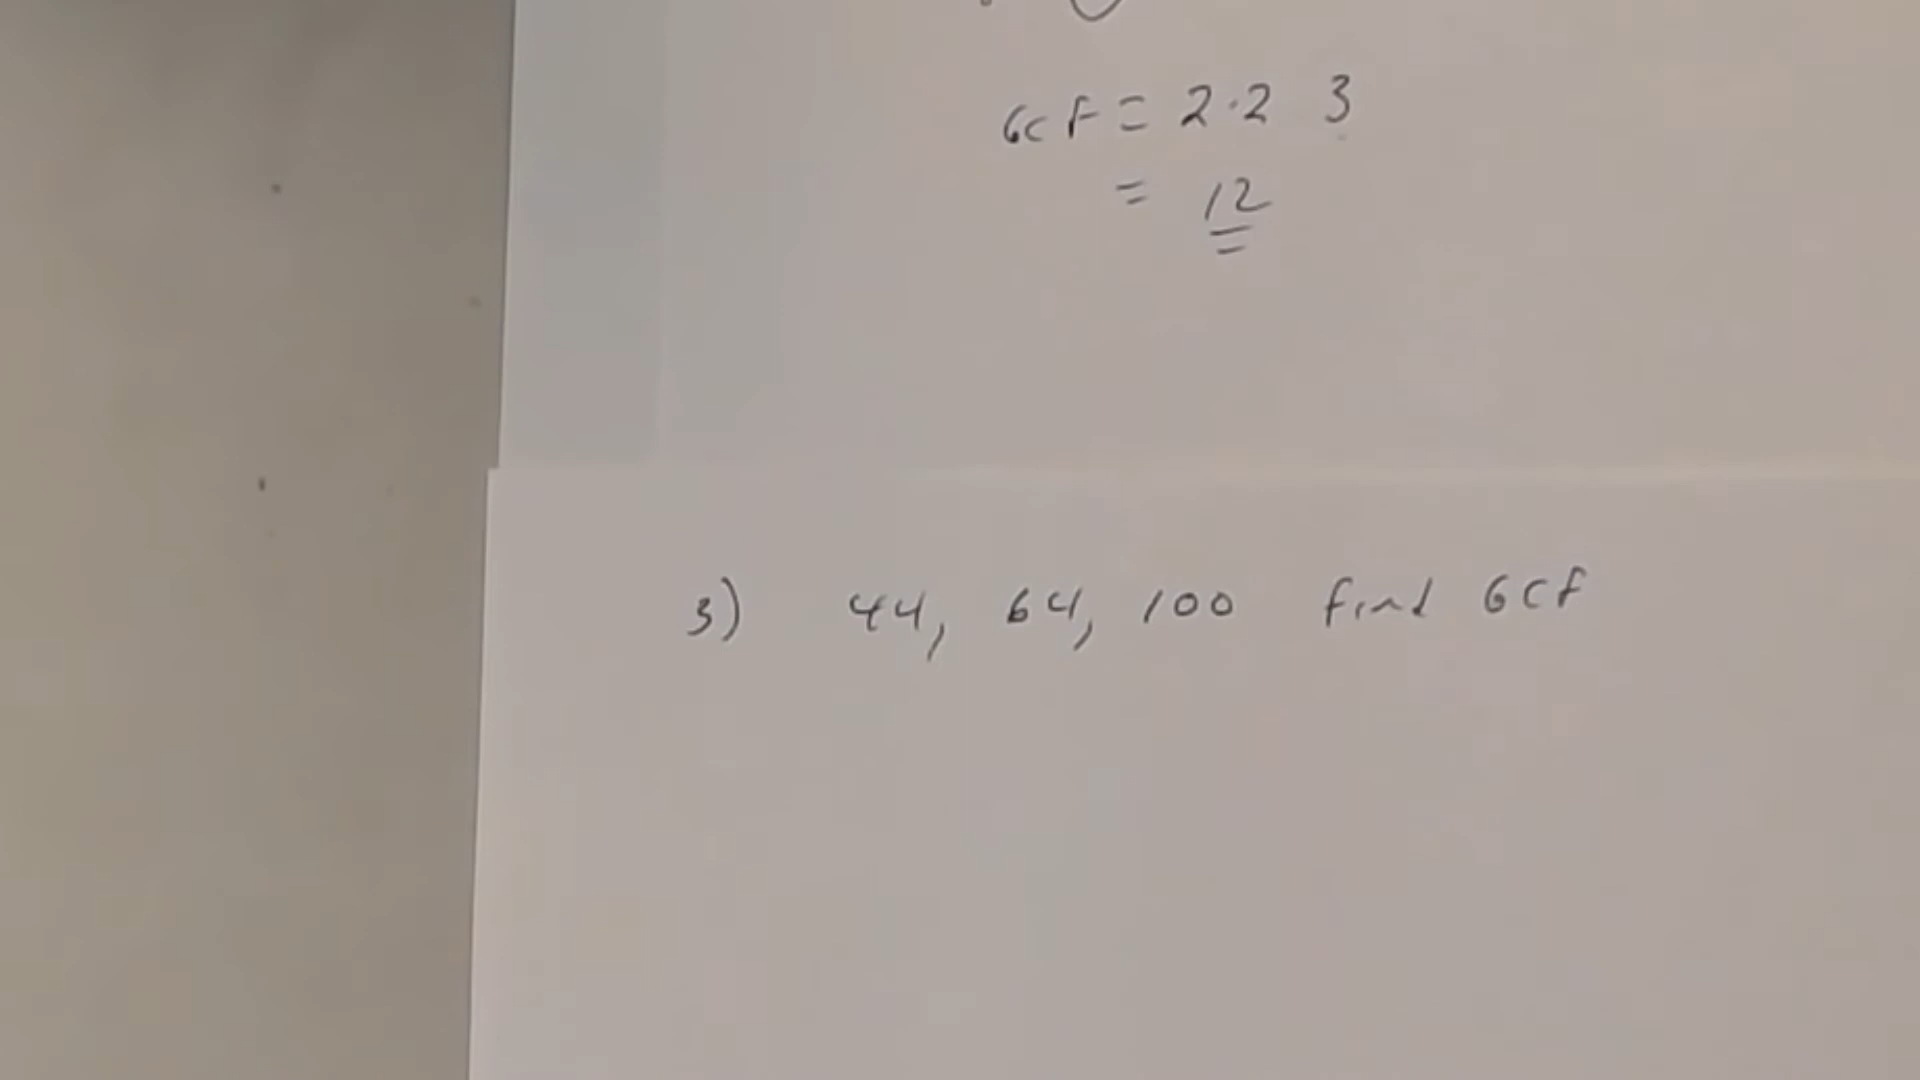 GCF = 2·2 3
= 12
3) 44, 64, 100 find GCF